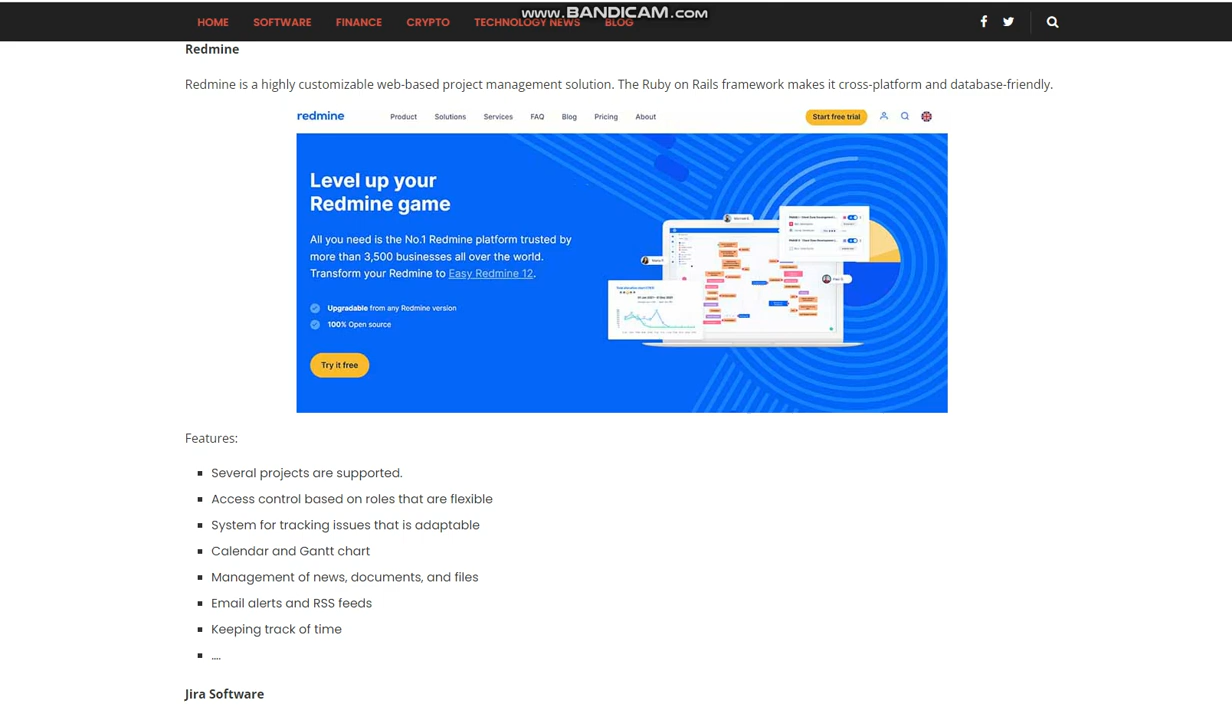 www.BANDICAM.com
HOME SOFTWARE FINANCE CRYPTO TECHNOLOGY NEWS BLOG
Redmine
Redmine is a highly customizable web-based project management solution. The Ruby on Rails framework makes it cross-platform and database-friendly.
redmine Product Solutions Services FAQ Blog Pricing About Start free trial
Level up your
Redmine game
All you need is the No.1 Redmine platform trusted by
more than 3,500 businesses all over the world.
Transform your Redmine to Easy Redmine 12.
Upgradable from any Redmine version
100% Open source
Try it free
Features:
Several projects are supported.
Access control based on roles that are flexible
System for tracking issues that is adaptable
Calendar and Gantt chart
Management of news, documents, and files
Email alerts and RSS feeds
Keeping track of time
....
Jira Software